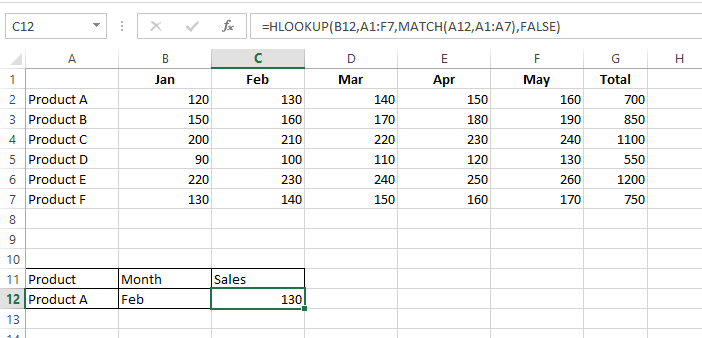 C12 fx =HLOOKUP(B12,A1:F7,MATCH(A12,A1:A7),FALSE)
A B C D E F G H
1 Jan Feb Mar Apr May Total
2 Product A 120 130 140 150 160 700
3 Product B 150 160 170 180 190 850
4 Product C 200 210 220 230 240 1100
5 Product D 90 100 110 120 130 550
6 Product E 220 230 240 250 260 1200
7 Product F 130 140 150 160 170 750
8
9
10
11 Product Month Sales
12 Product A Feb 130
13